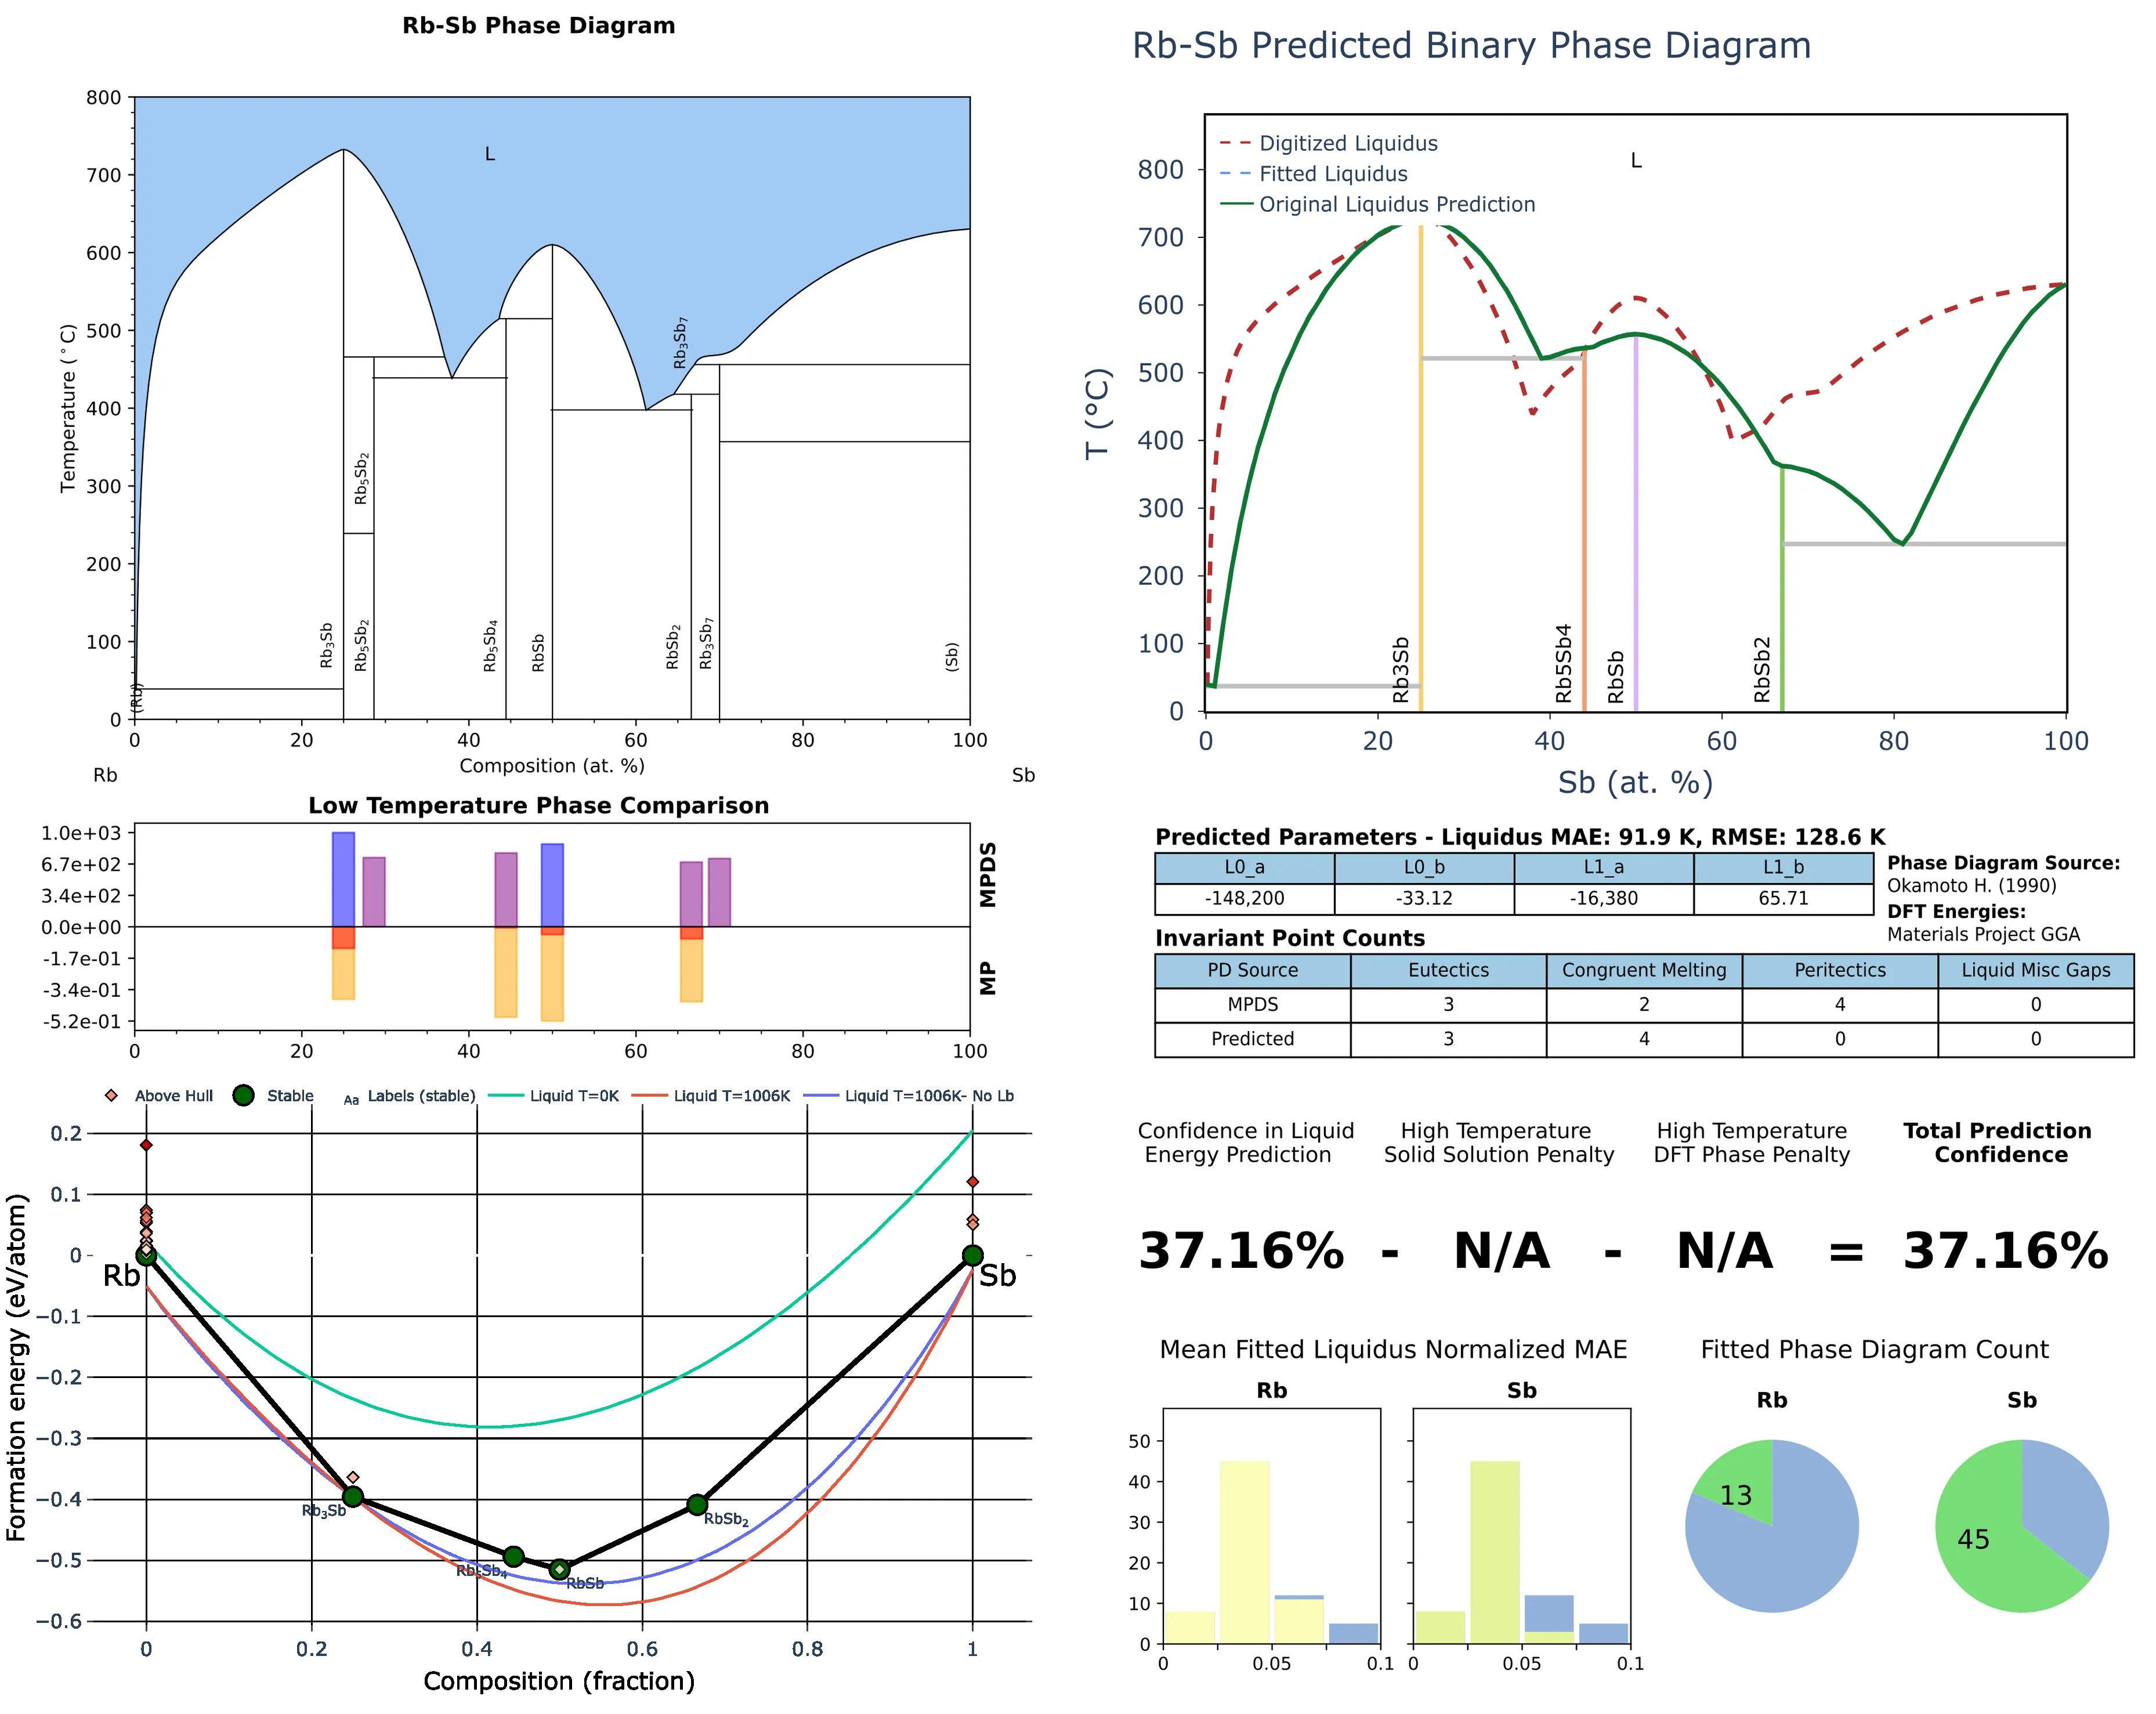 Rb-Sb Phase Diagram
800
700
600
500
400
300
200
100
0
Temperature (°C)
L
Rb₃Sb₇
Rb₅Sb₂
(Rb)
Rb₃Sb
Rb₅Sb₂
Rb₅Sb₄
RbSb
RbSb₂
Rb₃Sb₇
(Sb)
0 20 40 60 80 100
Composition (at. %)
Rb
Sb
Low Temperature Phase Comparison
1.0e+03
6.7e+02
3.4e+02
0.0e+00
-1.7e-01
-3.4e-01
-5.2e-01
MPDS
MP
0 20 40 60 80 100
Above Hull Stable Aa Labels (stable) Liquid T=0K Liquid T=1006K Liquid T=1006K- No Lb
0.2
0.1
0
−0.1
−0.2
−0.3
−0.4
−0.5
−0.6
Formation energy (eV/atom)
Rb
Sb
Rb₃Sb
Rb₅Sb₄
RbSb
RbSb₂
0 0.2 0.4 0.6 0.8 1
Composition (fraction)
Rb-Sb Predicted Binary Phase Diagram
Digitized Liquidus
Fitted Liquidus
Original Liquidus Prediction
L
800
700
600
500
400
300
200
100
0
T (°C)
Rb3Sb
Rb5Sb4
RbSb
RbSb2
0 20 40 60 80 100
Sb (at. %)
Predicted Parameters - Liquidus MAE: 91.9 K, RMSE: 128.6 K
L0_a L0_b L1_a L1_b
-148,200 -33.12 -16,380 65.71
Phase Diagram Source:
Okamoto H. (1990)
DFT Energies:
Materials Project GGA
Invariant Point Counts
PD Source Eutectics Congruent Melting Peritectics Liquid Misc Gaps
MPDS 3 2 4 0
Predicted 3 4 0 0
Confidence in Liquid
Energy Prediction
High Temperature
Solid Solution Penalty
High Temperature
DFT Phase Penalty
Total Prediction
Confidence
37.16% - N/A - N/A = 37.16%
Mean Fitted Liquidus Normalized MAE
Rb
Sb
50
40
30
20
10
0
0 0.05 0.1
0 0.05 0.1
Fitted Phase Diagram Count
Rb
Sb
13
45